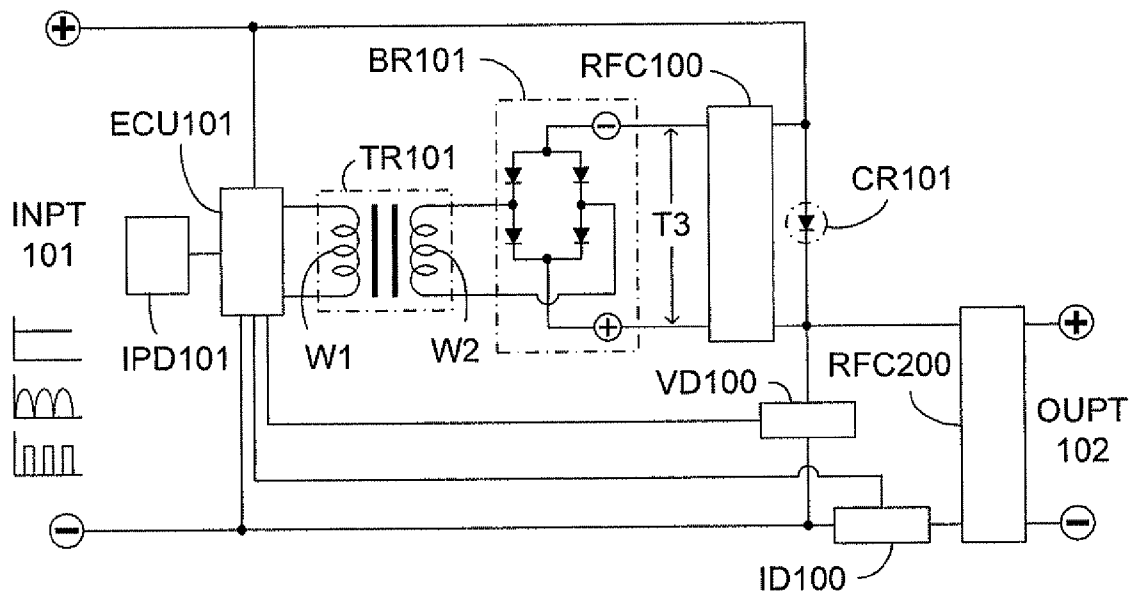 +
BR101
RFC100
ECU101
TR101
−
CR101
INPT
101
T3
+
+
IPD101
W1
W2
VD100
RFC200
OUPT
102
−
−
ID100